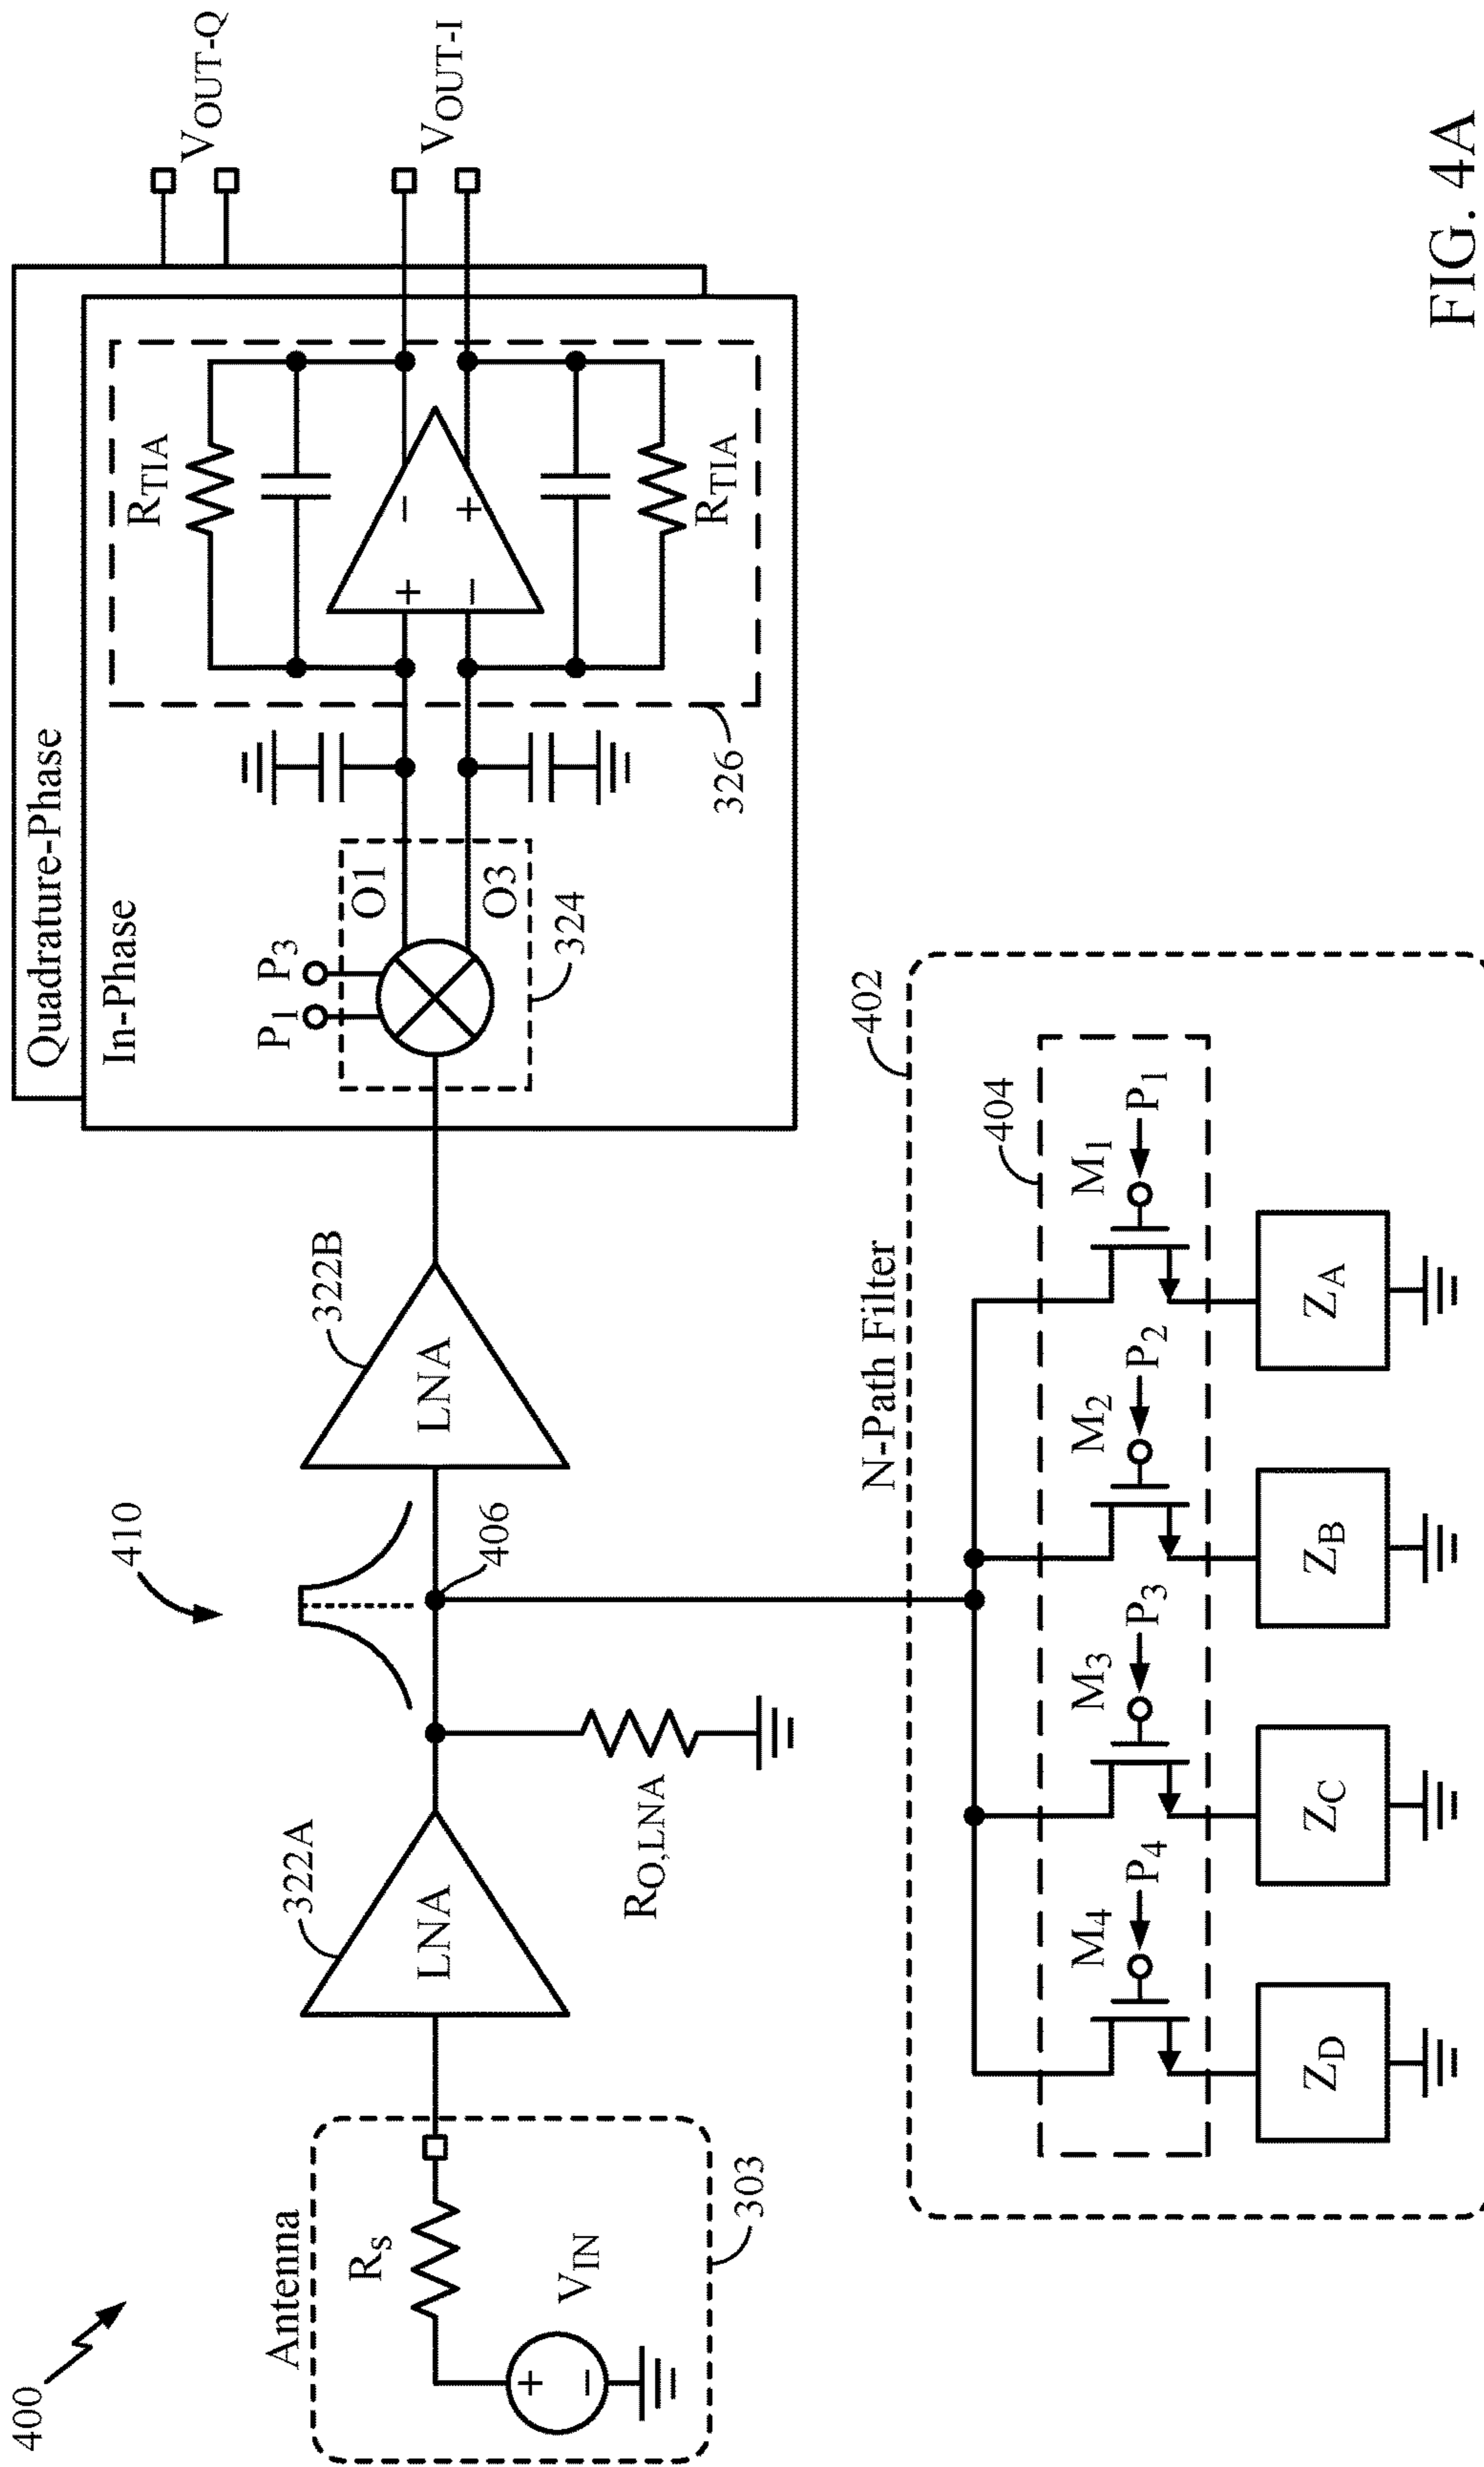 400
Antenna
R_S
V_IN
+
−
303
322A
LNA
R_O,LNA
410
406
322B
LNA
Quadrature-Phase
In-Phase
P_1
P_3
O1
O3
324
R_TIA
+
−
−
+
R_TIA
326
V_OUT-Q
V_OUT-I
N-Path Filter
402
404
M_4
P_4
M_3
P_3
M_2
P_2
M_1
P_1
Z_D
Z_C
Z_B
Z_A
FIG. 4A